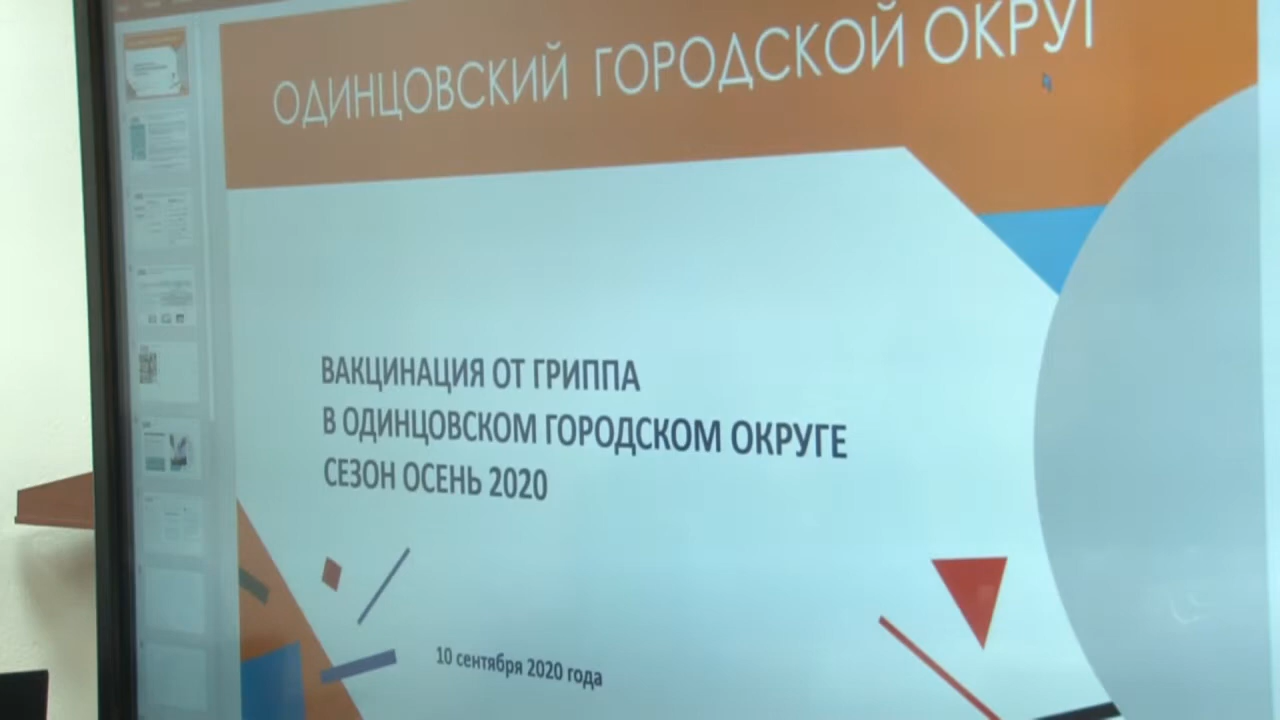 ОДИНЦОВСКИЙ ГОРОДСКОЙ ОКРУГ
ВАКЦИНАЦИЯ ОТ ГРИППА
В ОДИНЦОВСКОМ ГОРОДСКОМ ОКРУГЕ
СЕЗОН ОСЕНЬ 2020
10 сентября 2020 года